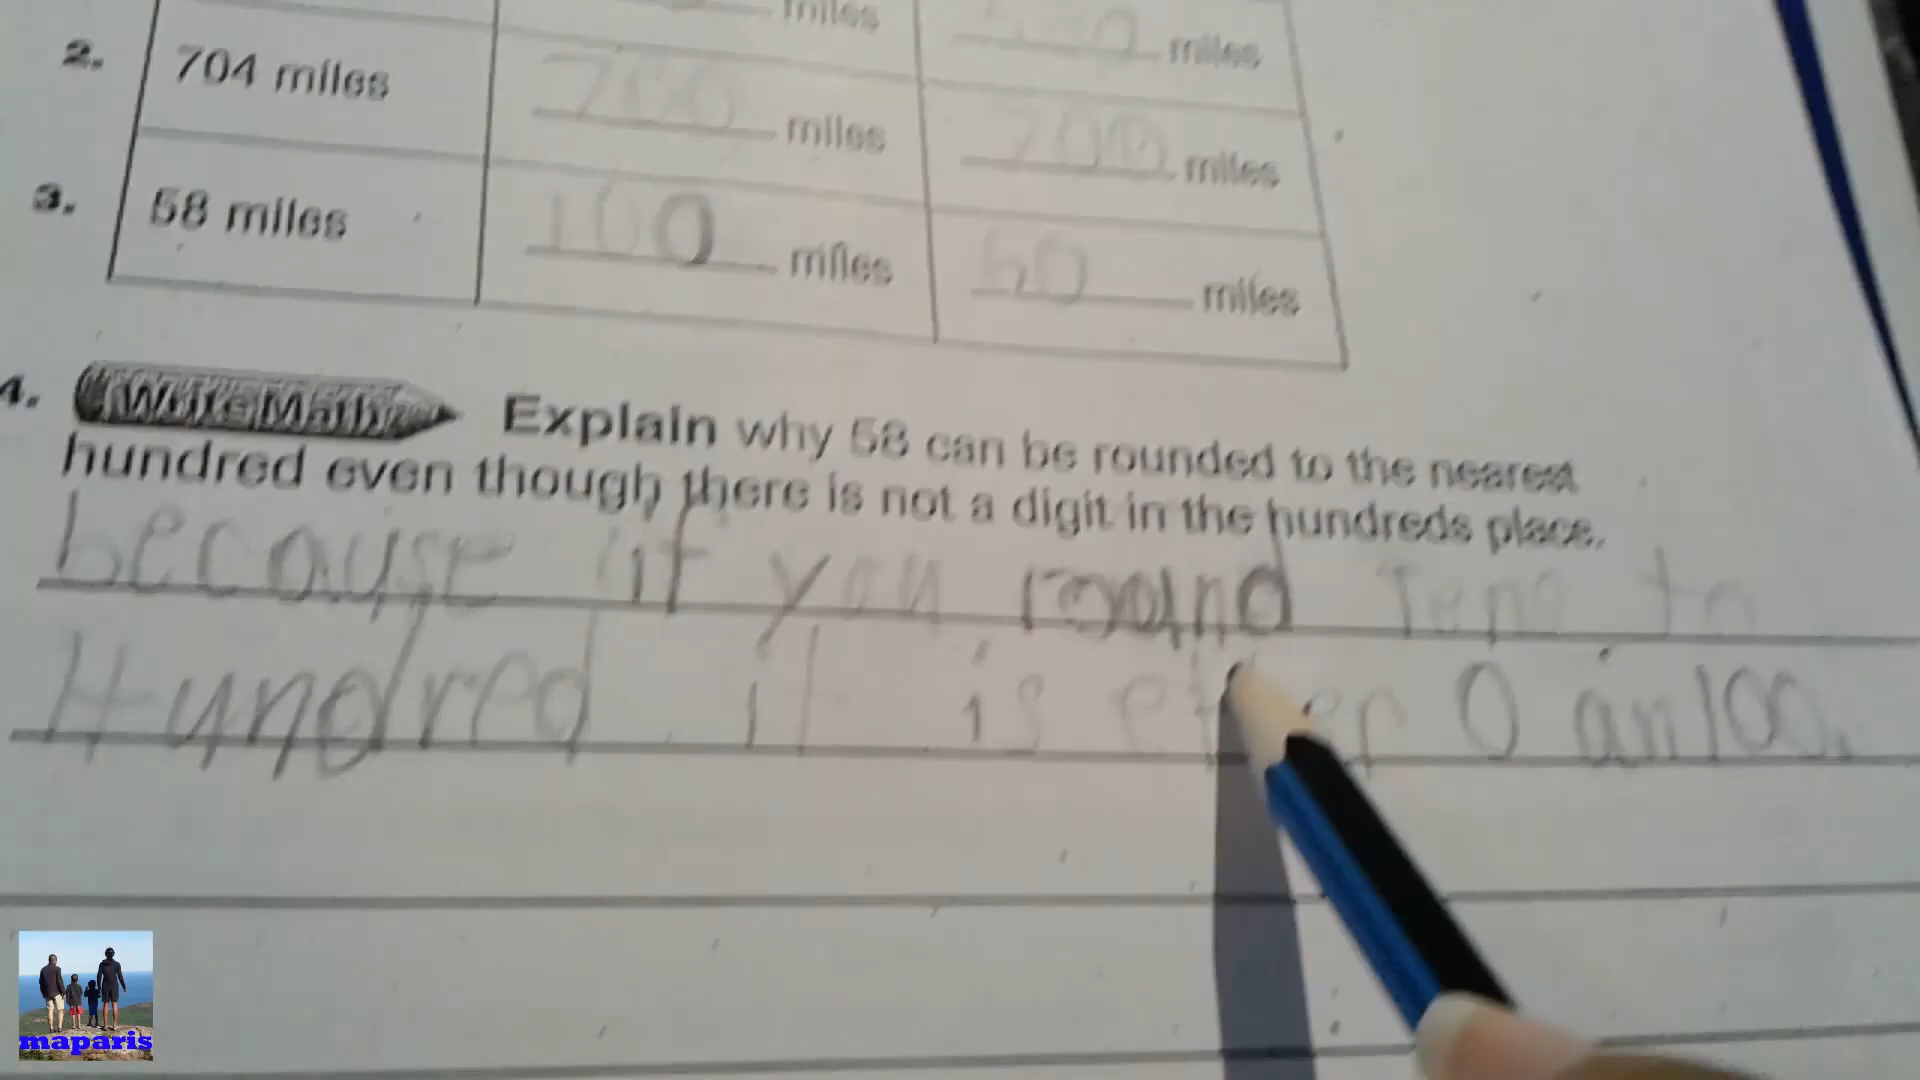 miles miles
2. 704 miles 700 miles 700 miles
3. 58 miles 100 miles 60 miles
4. Write Math Explain why 58 can be rounded to the nearest
hundred even though there is not a digit in the hundreds place.
because if you round Tens to
Hundred it is 0 an 100.
maparis